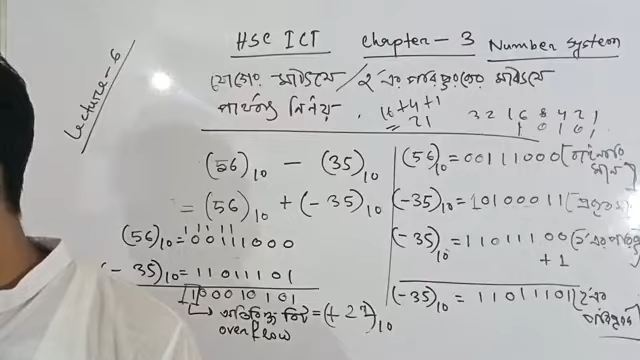 Lecture-6
HSC ICT Chapter-3 Number System
যোগের মাধ্যমে / 2'এর পরিপূরকের মাধ্যমে
পার্থক্য নির্ণয়-
16+4+1
= 21
32 16 8 4 2 1
1 0 1 0 1
(56)10 - (35)10
= (56)10 + (-35)10
11111
(56)10 = 00111000
(-35)10 = 11011101
100010101
→ অতিরিক্ত বিট = (+21)10
overflow
(56)10 = 00111000
(-35)10 = 10100011
(-35)10 = 11011100
+1
(-35)10 = 11011101